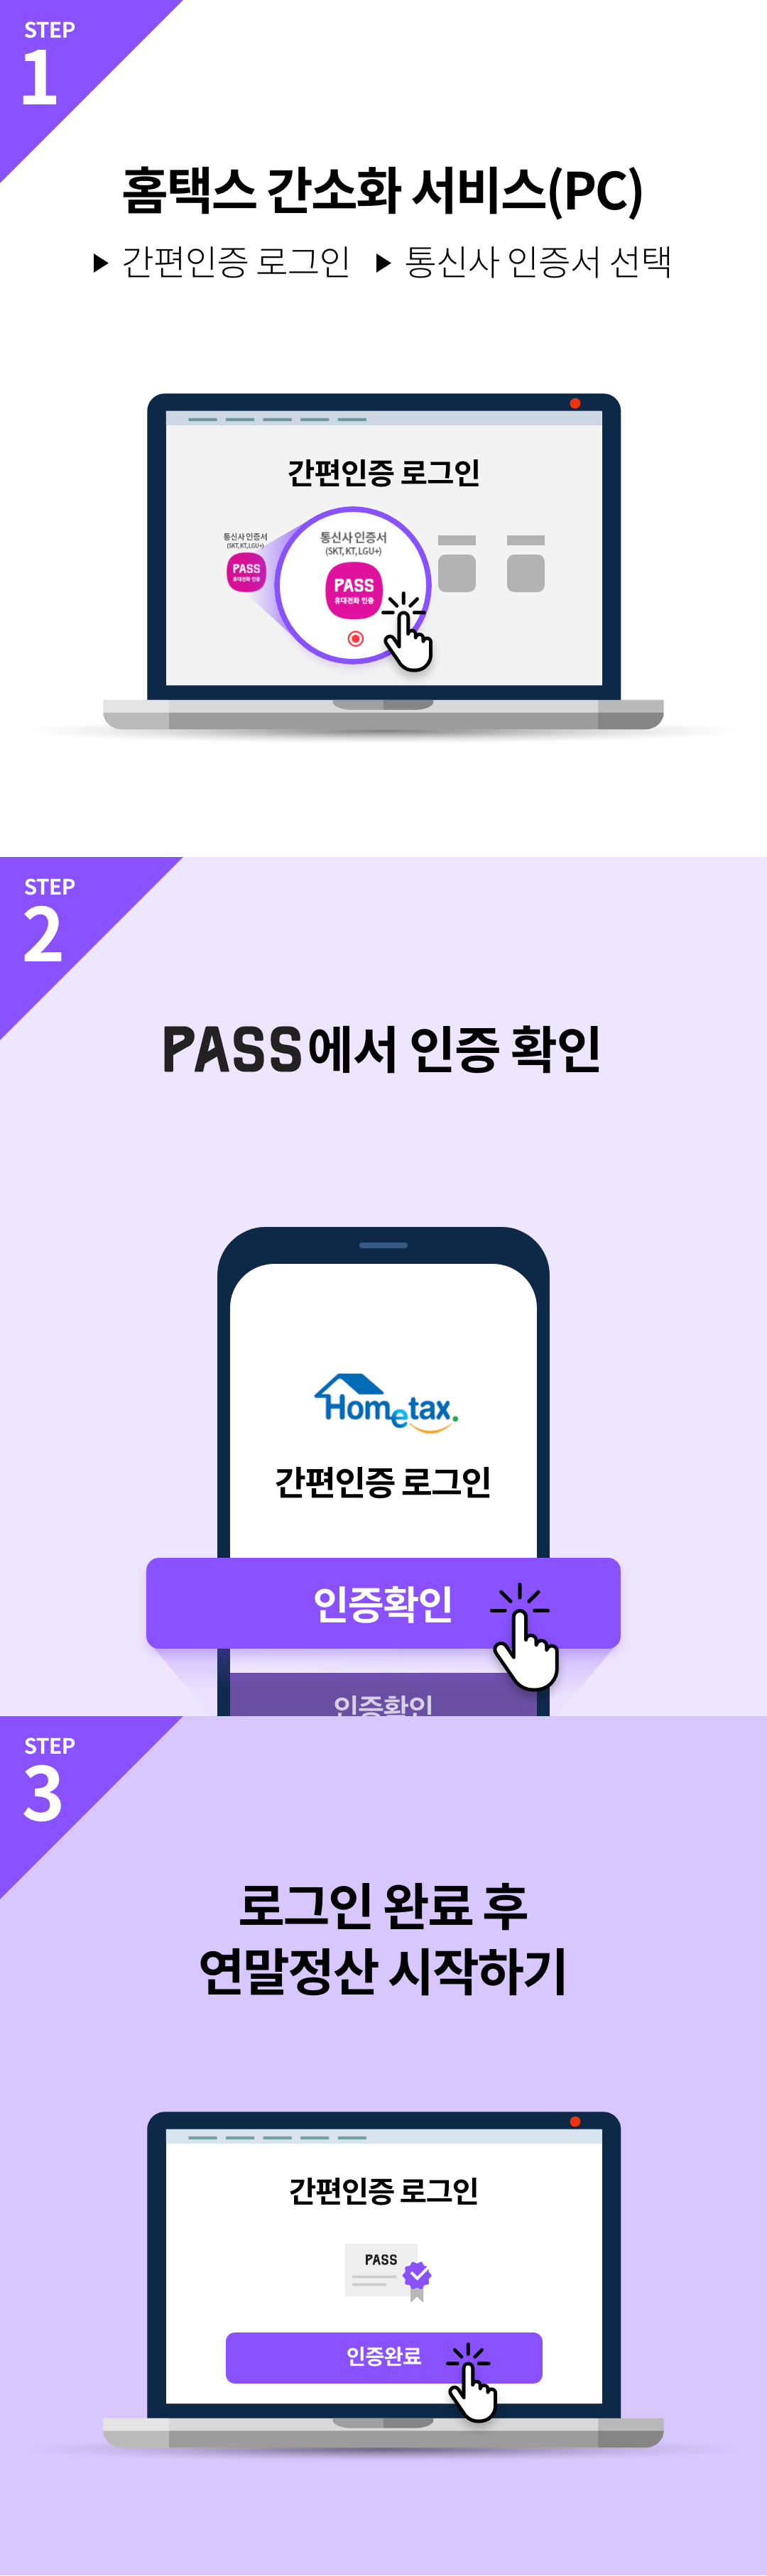 STEP
1
홈택스 간소화 서비스(PC)
▶ 간편인증 로그인 ▶ 통신사 인증서 선택
간편인증 로그인
통신사 인증서
(SKT, KT, LGU+)
PASS
휴대전화 인증
통신사 인증서
(SKT, KT, LGU+)
PASS
휴대전화 인증
STEP
2
PASS에서 인증 확인
Hometax.
간편인증 로그인
인증확인
인증확인
STEP
3
로그인 완료 후
연말정산 시작하기
간편인증 로그인
PASS
인증완료